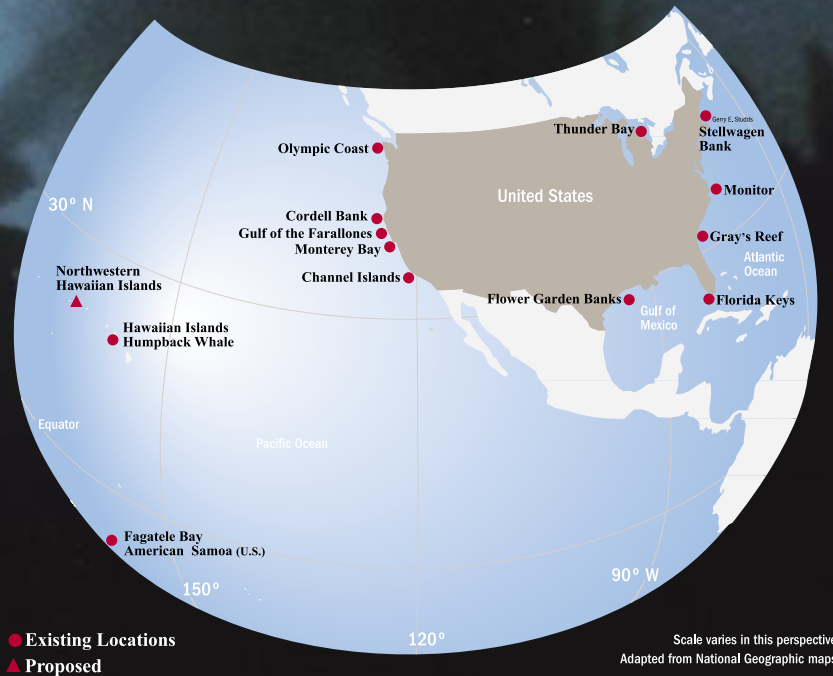 Thunder Bay
Gerry E. Studds
Stellwagen
Bank
Olympic Coast
Monitor
United States
30° N
Cordell Bank
Gulf of the Farallones
Monterey Bay
Gray's Reef
Atlantic
Ocean
Northwestern
Hawaiian Islands
Channel Islands
Flower Garden Banks
Florida Keys
Gulf of
Mexico
Hawaiian Islands
Humpback Whale
Equator
Pacific Ocean
Fagatele Bay
American Samoa (U.S.)
150°
90° W
120°
Existing Locations
Proposed
Scale varies in this perspective
Adapted from National Geographic maps